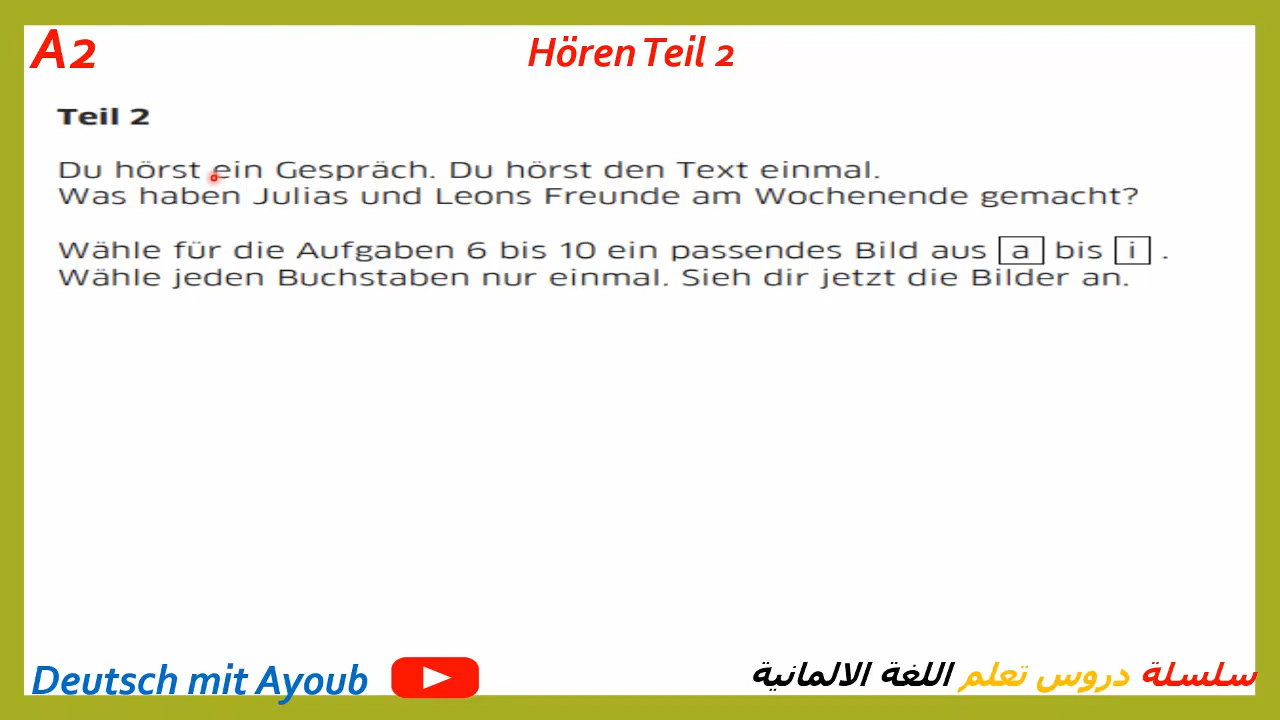 A2
Hören Teil 2
Teil 2
Du hörst ein Gespräch. Du hörst den Text einmal.
Was haben Julias und Leons Freunde am Wochenende gemacht?
Wähle für die Aufgaben 6 bis 10 ein passendes Bild aus a bis i .
Wähle jeden Buchstaben nur einmal. Sieh dir jetzt die Bilder an.
Deutsch mit Ayoub
سلسلة دروس تعلم اللغة الالمانية